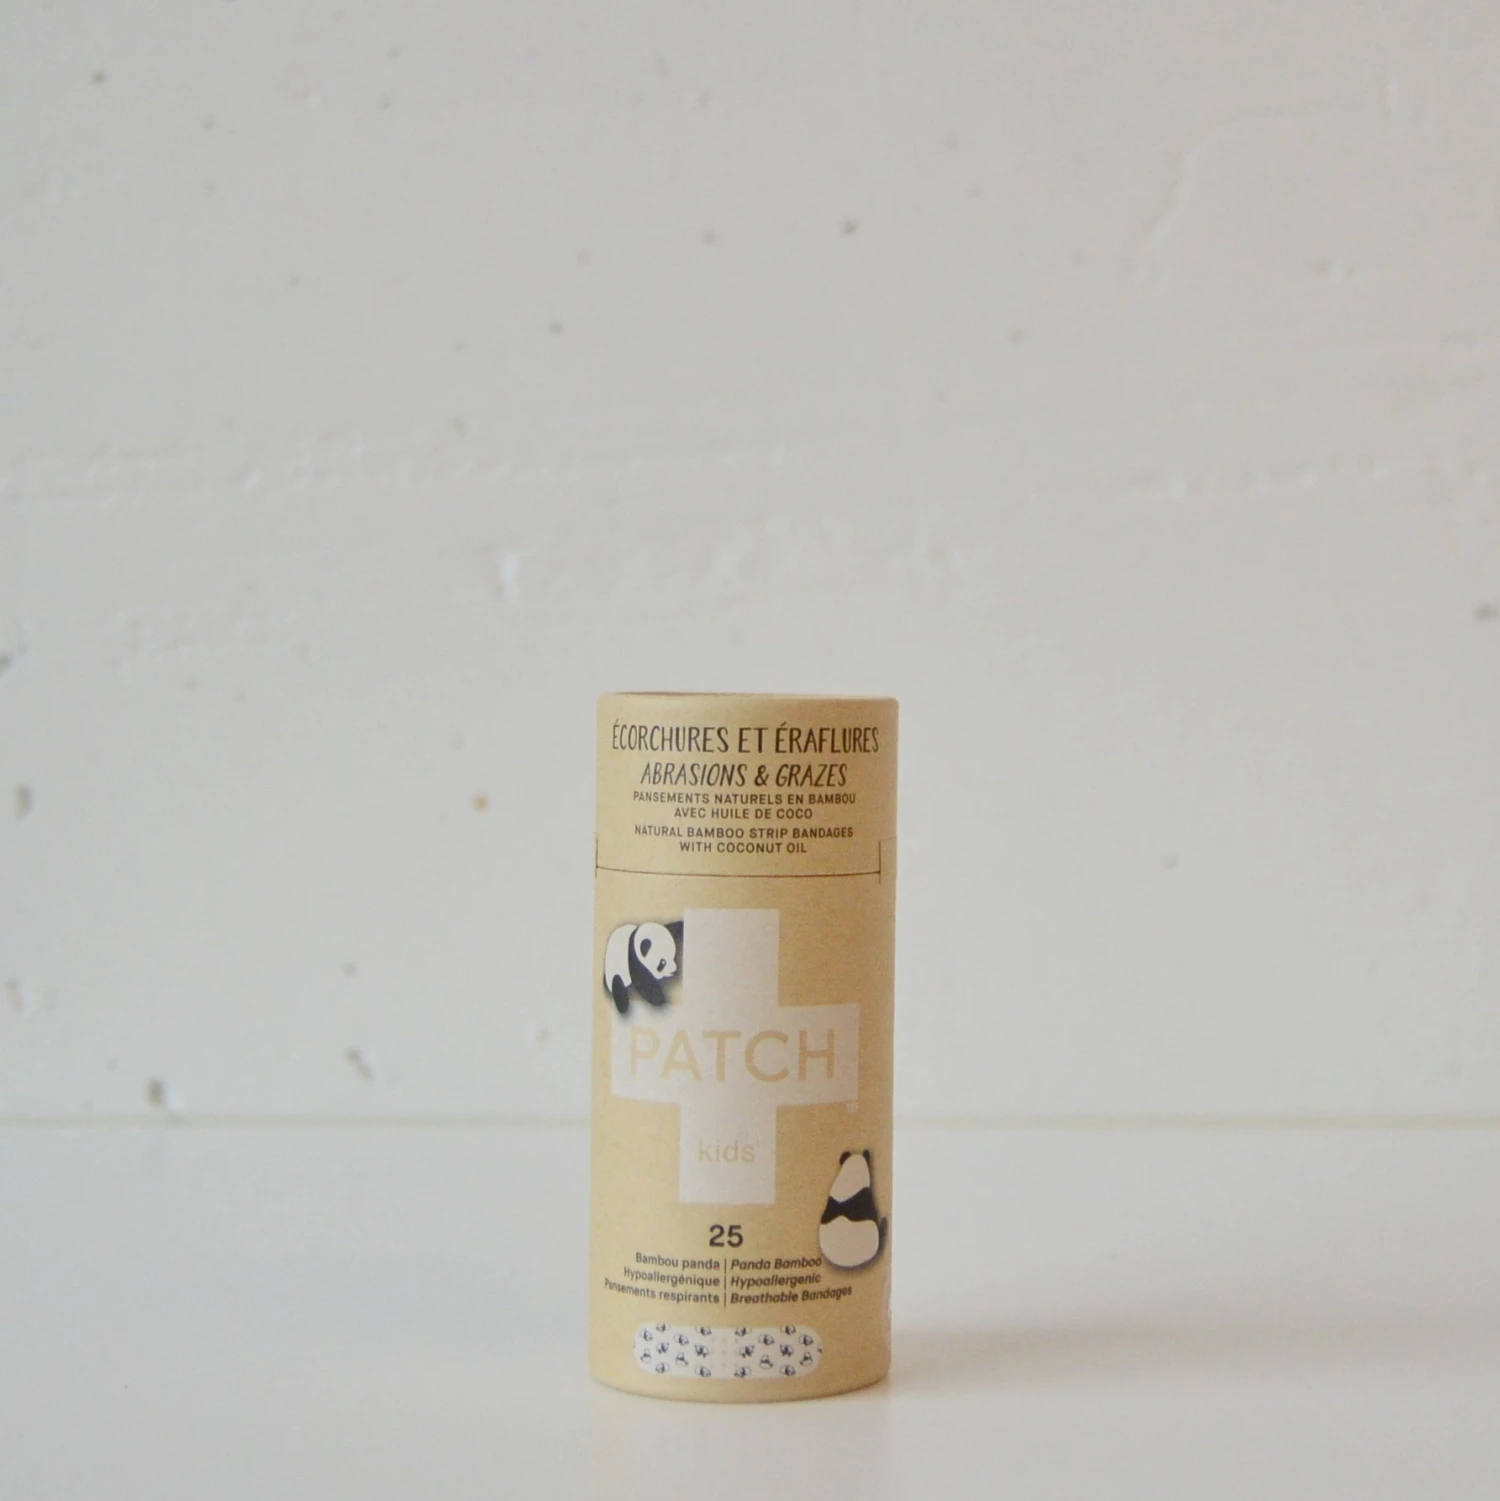 ÉCORCHURES ET ÉRAFLURES
ABRASIONS & GRAZES
PANSEMENTS NATURELS EN BAMBOU
AVEC HUILE DE COCO
NATURAL BAMBOO STRIP BANDAGES
WITH COCONUT OIL
PATCH
kids
25
Bambou panda | Panda Bamboo
Hypoallergénique | Hypoallergenic
Pansements respirants | Breathable Bandages